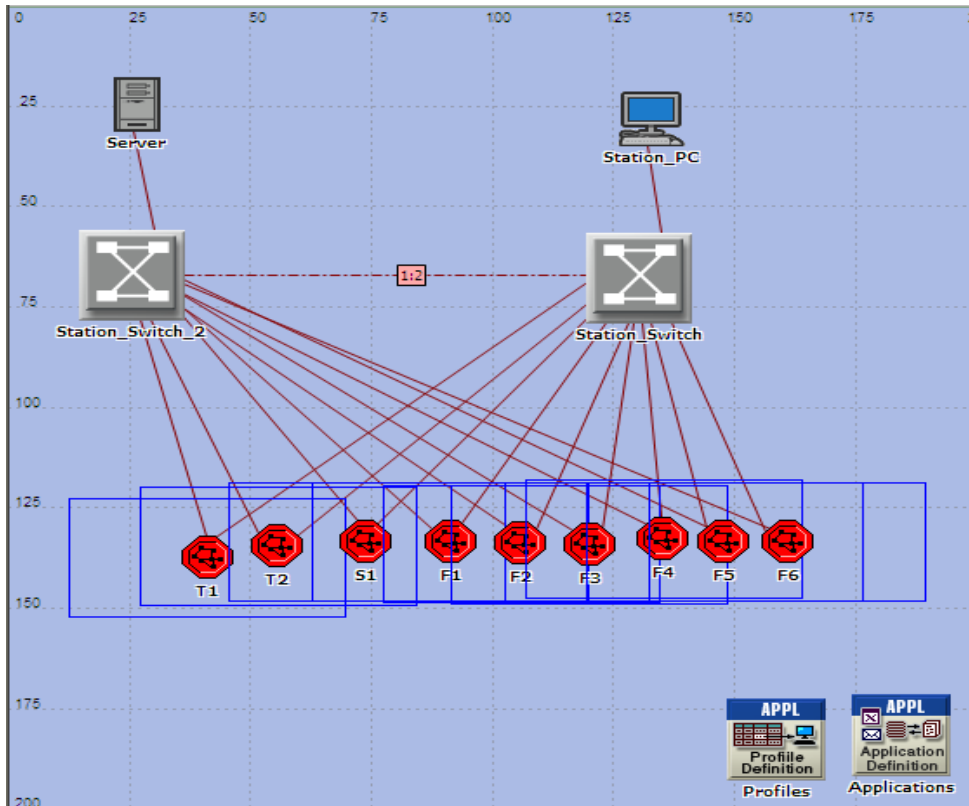 0 25 50 75 100 125 150 175
25
Server
Station_PC
50
1:2
75
Station_Switch_2
Station_Switch
100
125
T1 T2 S1 F1 F2 F3 F4 F5 F6
150
175
APPL APPL
Profiile Definition
Application Definition
Profiles Applications
200